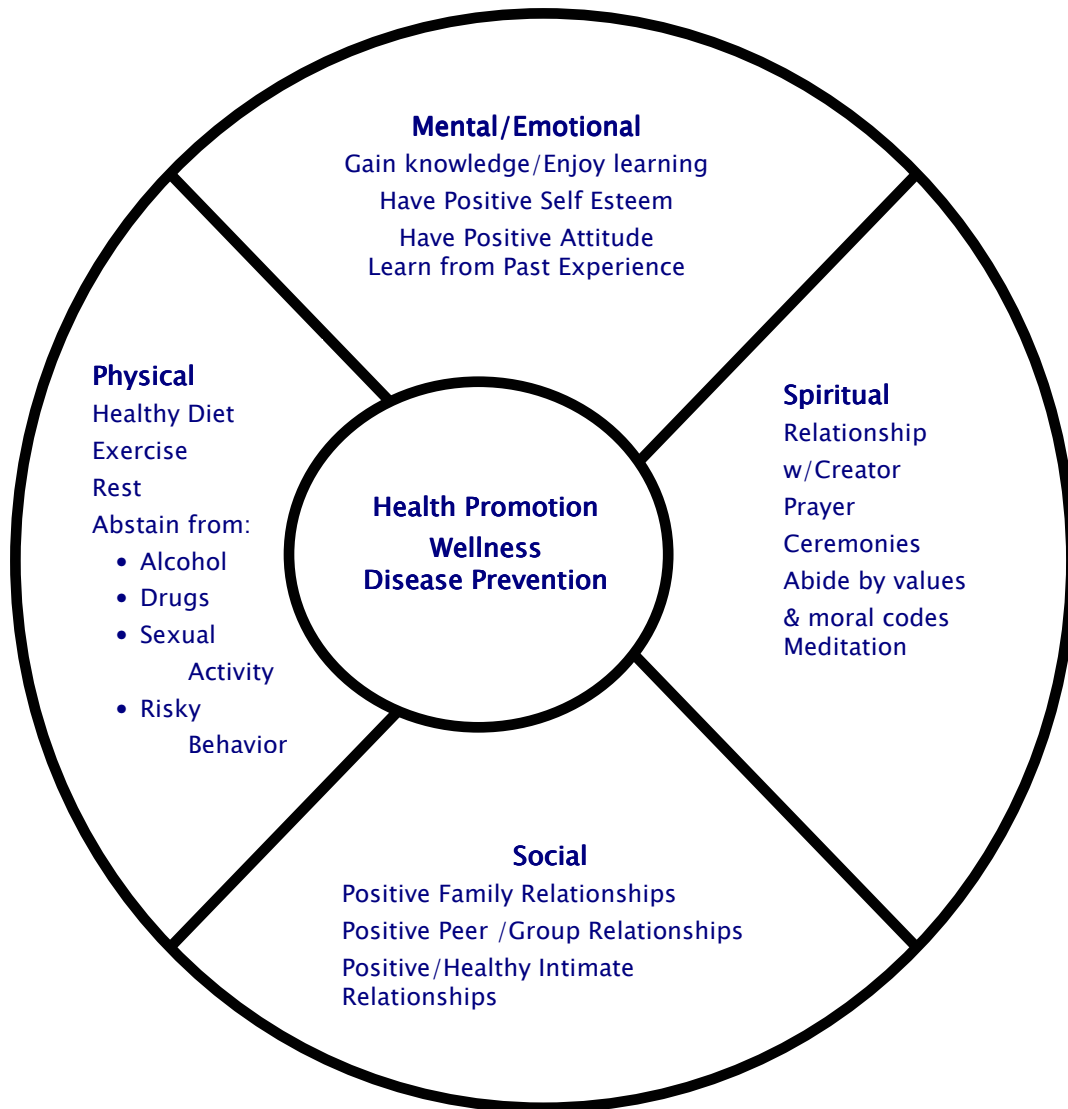 Mental/Emotional
Gain knowledge/Enjoy learning
Have Positive Self Esteem
Have Positive Attitude
Learn from Past Experience
Physical
Healthy Diet
Exercise
Rest
Abstain from:
• Alcohol
• Drugs
• Sexual
Activity
• Risky
Behavior
Health Promotion
Wellness
Disease Prevention
Spiritual
Relationship
w/Creator
Prayer
Ceremonies
Abide by values
& moral codes
Meditation
Social
Positive Family Relationships
Positive Peer /Group Relationships
Positive/Healthy Intimate
Relationships